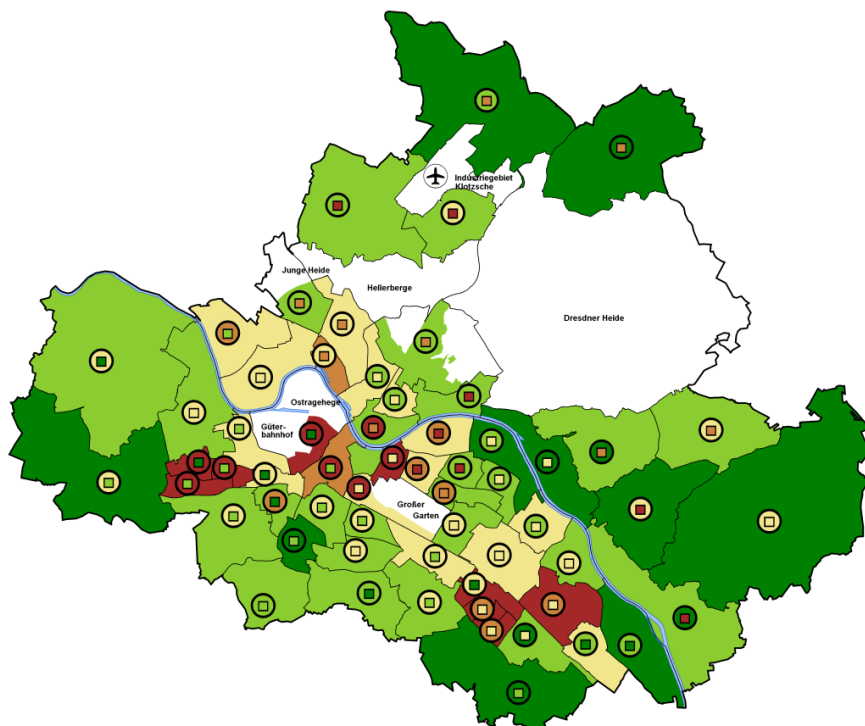 Industriegebiet
Klotzsche
Junge Heide
Hellerberge
Dresdner Heide
Ostragehege
Güter-
bahnhof
Großer
Garten